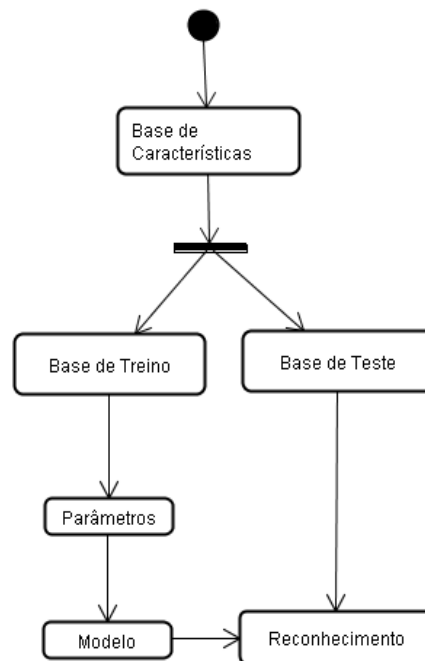 Base de
Características
Base de Treino
Base de Teste
Parâmetros
Modelo
Reconhecimento